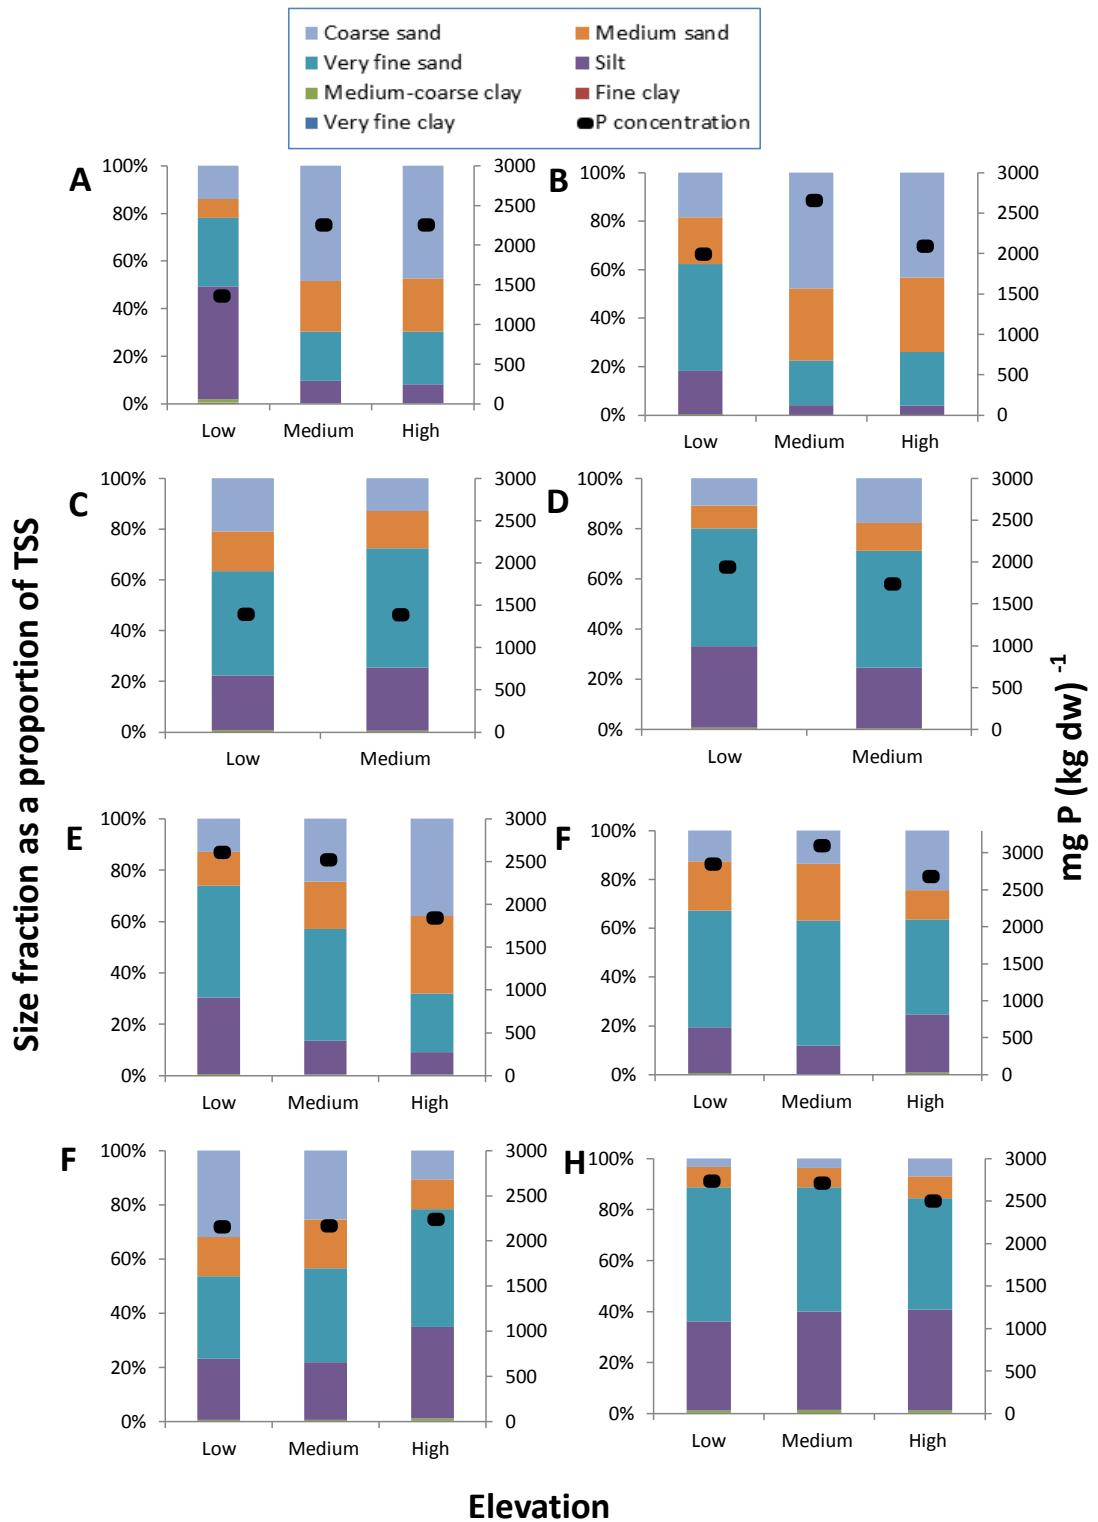 Coarse sand Medium sand
Very fine sand Silt
Medium-coarse clay Fine clay
Very fine clay P concentration
A
100% 3000
80% 2500
60% 2000
40% 1500
20% 1000
0% 500
0
Low Medium High
B
100% 3000
80% 2500
60% 2000
40% 1500
20% 1000
0% 500
0
Low Medium High
C
100% 3000
80% 2500
60% 2000
40% 1500
20% 1000
0% 500
0
Low Medium
D
100% 3000
80% 2500
60% 2000
40% 1500
20% 1000
0% 500
0
Low Medium
E
100% 3000
80% 2500
60% 2000
40% 1500
20% 1000
0% 500
0
Low Medium High
F
100% 3000
80% 2500
60% 2000
40% 1500
20% 1000
0% 500
0
Low Medium High
F
100% 3000
80% 2500
60% 2000
40% 1500
20% 1000
0% 500
0
Low Medium High
H
100% 3000
80% 2500
60% 2000
40% 1500
20% 1000
0% 500
0
Low Medium High
Size fraction as a proportion of TSS
mg P (kg dw) -1
Elevation